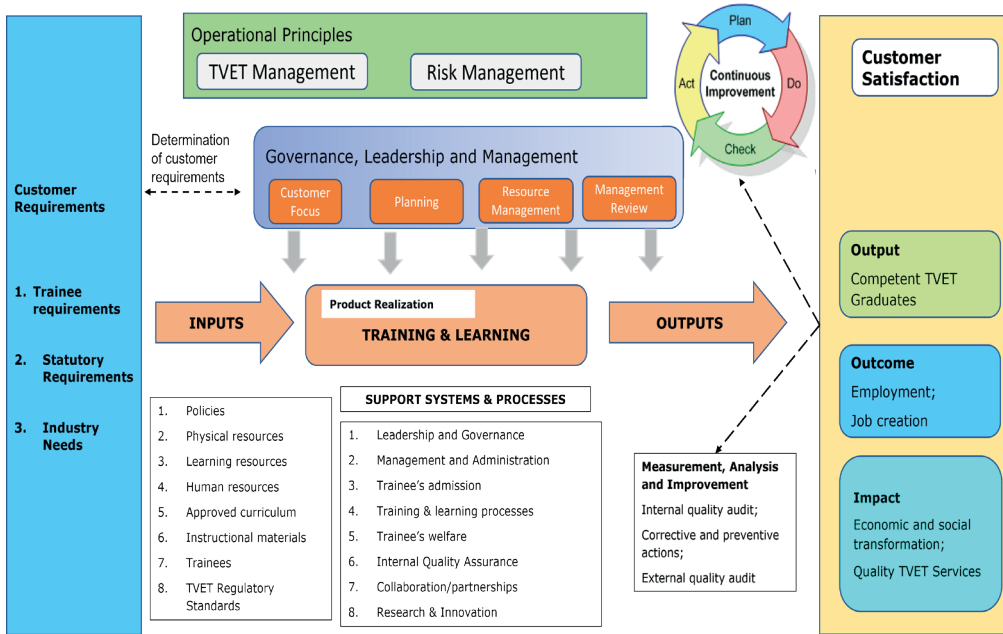 Operational Principles
TVET Management
Risk Management
Plan
Do
Check
Act
Continuous
Improvement
Customer
Satisfaction
Determination
of customer
requirements
Customer
Requirements
1. Trainee
requirements
2. Statutory
Requirements
3. Industry
Needs
Governance, Leadership and Management
Customer
Focus
Planning
Resource
Management
Management
Review
INPUTS
Product Realization
TRAINING & LEARNING
OUTPUTS
1. Policies
2. Physical resources
3. Learning resources
4. Human resources
5. Approved curriculum
6. Instructional materials
7. Trainees
8. TVET Regulatory
Standards
SUPPORT SYSTEMS & PROCESSES
1. Leadership and Governance
2. Management and Administration
3. Trainee's admission
4. Training & learning processes
5. Trainee's welfare
6. Internal Quality Assurance
7. Collaboration/partnerships
8. Research & Innovation
Measurement, Analysis
and Improvement
Internal quality audit;
Corrective and preventive
actions;
External quality audit
Output
Competent TVET
Graduates
Outcome
Employment;
Job creation
Impact
Economic and social
transformation;
Quality TVET Services